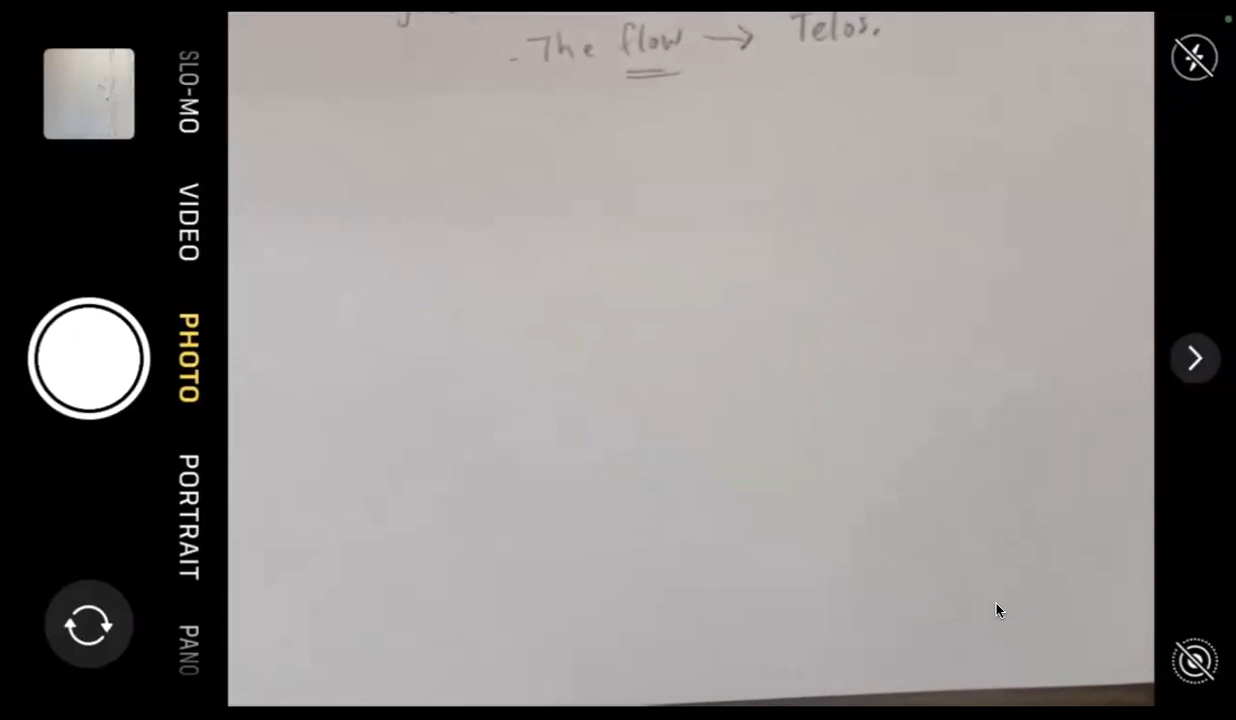 SLO-MO
VIDEO
PHOTO
PORTRAIT
PANO
- The flow → Telos.